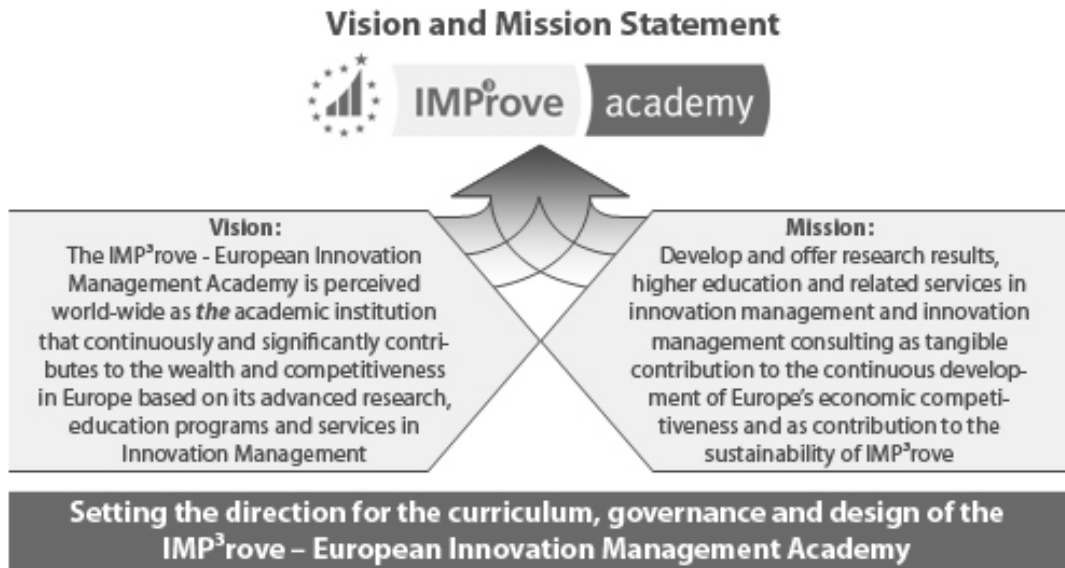 Vision and Mission Statement
IMP³rove academy
Vision:
The IMP³rove - European Innovation
Management Academy is perceived
world-wide as the academic institution
that continuously and significantly contri-
butes to the wealth and competitiveness
in Europe based on its advanced research,
education programs and services in
Innovation Management
Mission:
Develop and offer research results,
higher education and related services in
innovation management and innovation
management consulting as tangible
contribution to the continuous develop-
ment of Europe's economic competi-
tiveness and as contribution to the
sustainability of IMP³rove
Setting the direction for the curriculum, governance and design of the
IMP³rove – European Innovation Management Academy